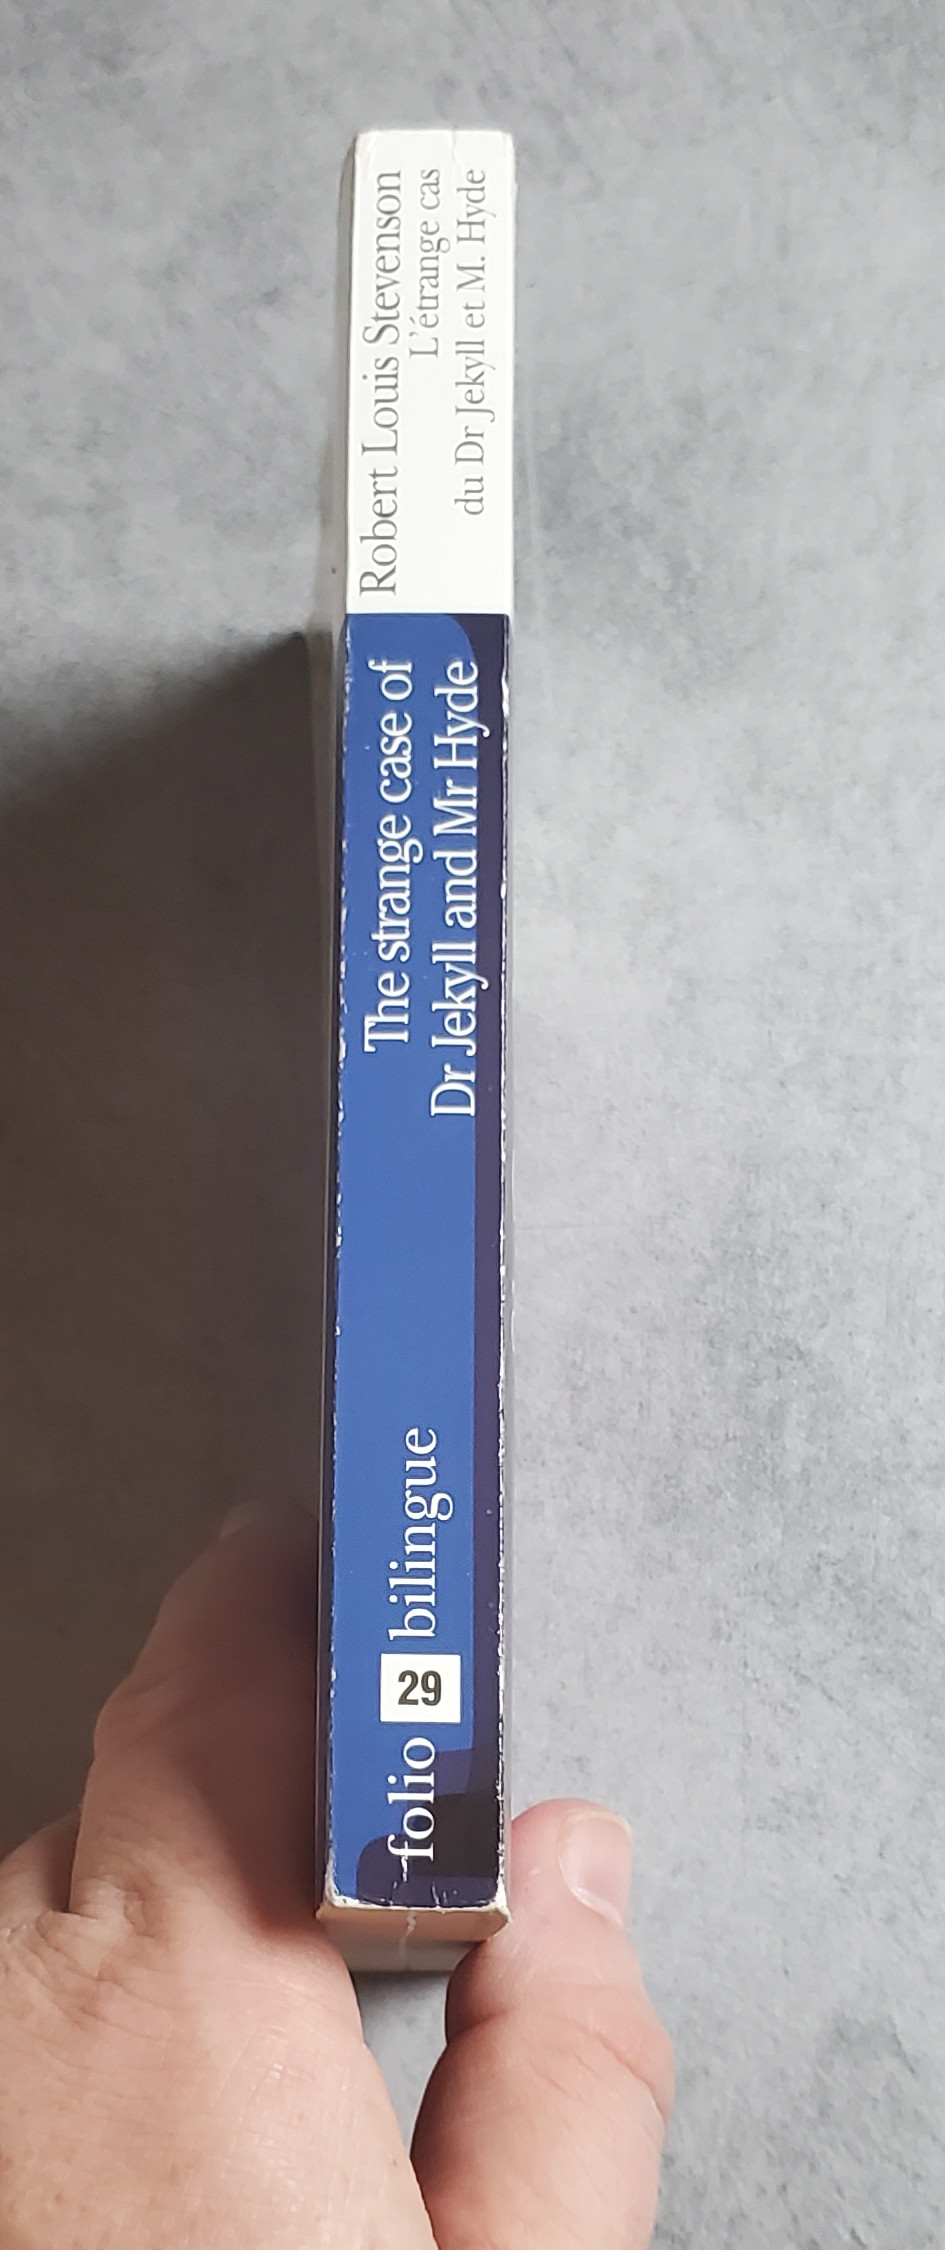 Robert Louis Stevenson
L'étrange cas
du Dr Jekyll et M. Hyde
The strange case of
Dr Jekyll and Mr Hyde
folio 29 bilingue